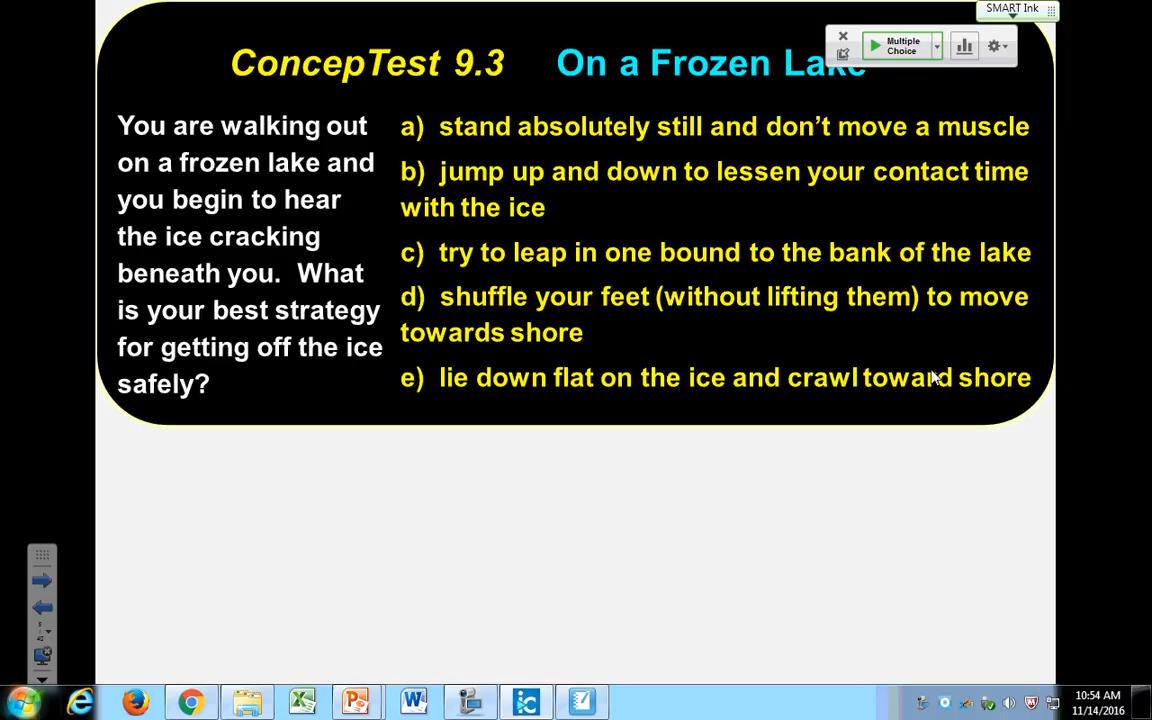 SMART Ink
Multiple
Choice
ConcepTest 9.3 On a Frozen Lake
You are walking out
on a frozen lake and
you begin to hear
the ice cracking
beneath you. What
is your best strategy
for getting off the ice
safely?
a) stand absolutely still and don’t move a muscle
b) jump up and down to lessen your contact time
with the ice
c) try to leap in one bound to the bank of the lake
d) shuffle your feet (without lifting them) to move
towards shore
e) lie down flat on the ice and crawl toward shore
10:54 AM
11/14/2016